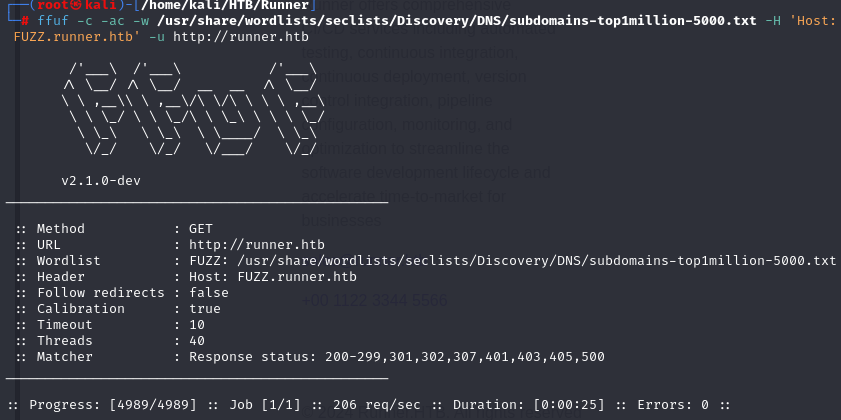 ┌──(root㉿kali)-[/home/kali/HTB/Runner]
└─# ffuf -c -ac -w /usr/share/wordlists/seclists/Discovery/DNS/subdomains-top1million-5000.txt -H 'Host:
FUZZ.runner.htb' -u http://runner.htb
v2.1.0-dev
:: Method : GET
:: URL : http://runner.htb
:: Wordlist : FUZZ: /usr/share/wordlists/seclists/Discovery/DNS/subdomains-top1million-5000.txt
:: Header : Host: FUZZ.runner.htb
:: Follow redirects : false
:: Calibration : true
:: Timeout : 10
:: Threads : 40
:: Matcher : Response status: 200-299,301,302,307,401,403,405,500
:: Progress: [4989/4989] :: Job [1/1] :: 206 req/sec :: Duration: [0:00:25] :: Errors: 0 ::